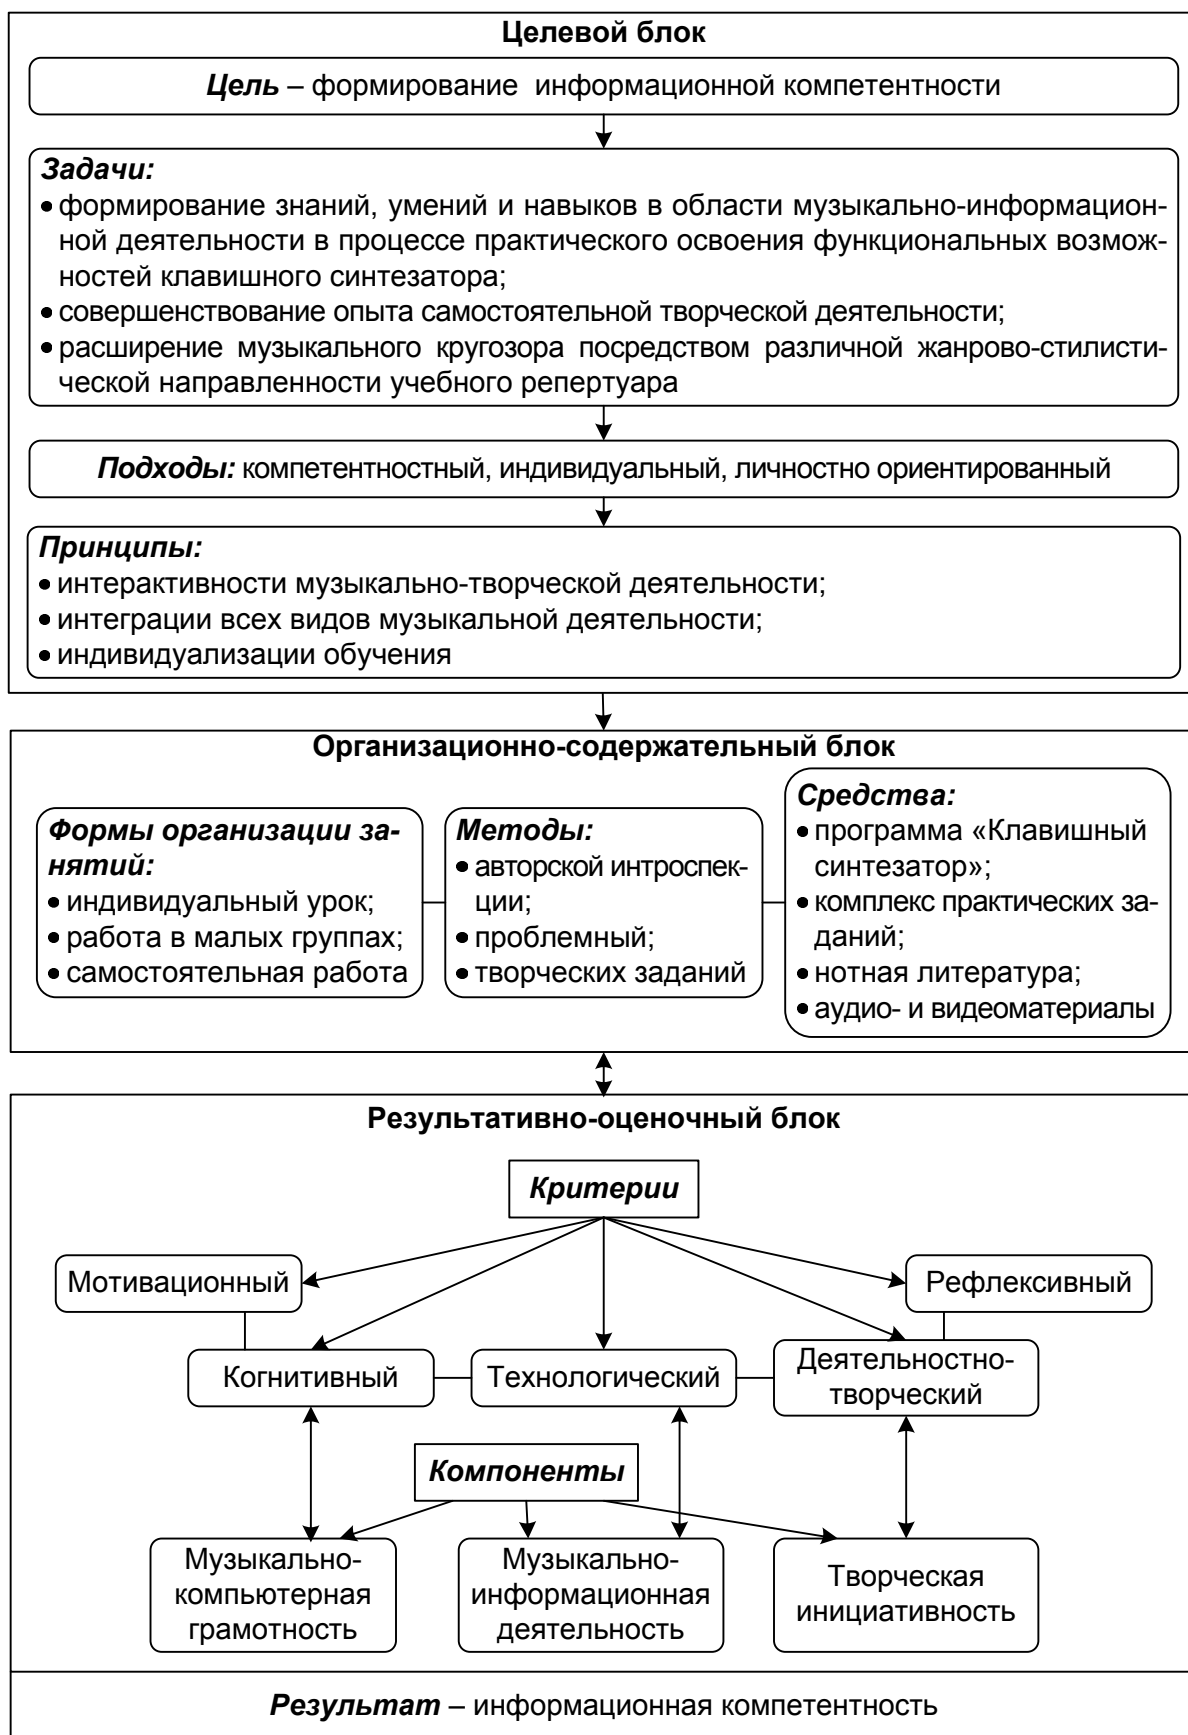 Целевой блок
Цель – формирование информационной компетентности
Задачи:
• формирование знаний, умений и навыков в области музыкально-информацион-
ной деятельности в процессе практического освоения функциональных возмож-
ностей клавишного синтезатора;
• совершенствование опыта самостоятельной творческой деятельности;
• расширение музыкального кругозора посредством различной жанрово-стилисти-
ческой направленности учебного репертуара
Подходы: компетентностный, индивидуальный, личностно ориентированный
Принципы:
• интерактивности музыкально-творческой деятельности;
• интеграции всех видов музыкальной деятельности;
• индивидуализации обучения
Организационно-содержательный блок
Формы организации за-
нятий:
• индивидуальный урок;
• работа в малых группах;
• самостоятельная работа
Методы:
• авторской интроспек-
ции;
• проблемный;
• творческих заданий
Средства:
• программа «Клавишный
синтезатор»;
• комплекс практических за-
даний;
• нотная литература;
• аудио- и видеоматериалы
Результативно-оценочный блок
Критерии
Мотивационный
Рефлексивный
Когнитивный
Технологический
Деятельностно-
творческий
Компоненты
Музыкально-
компьютерная
грамотность
Музыкально-
информационная
деятельность
Творческая
инициативность
Результат – информационная компетентность